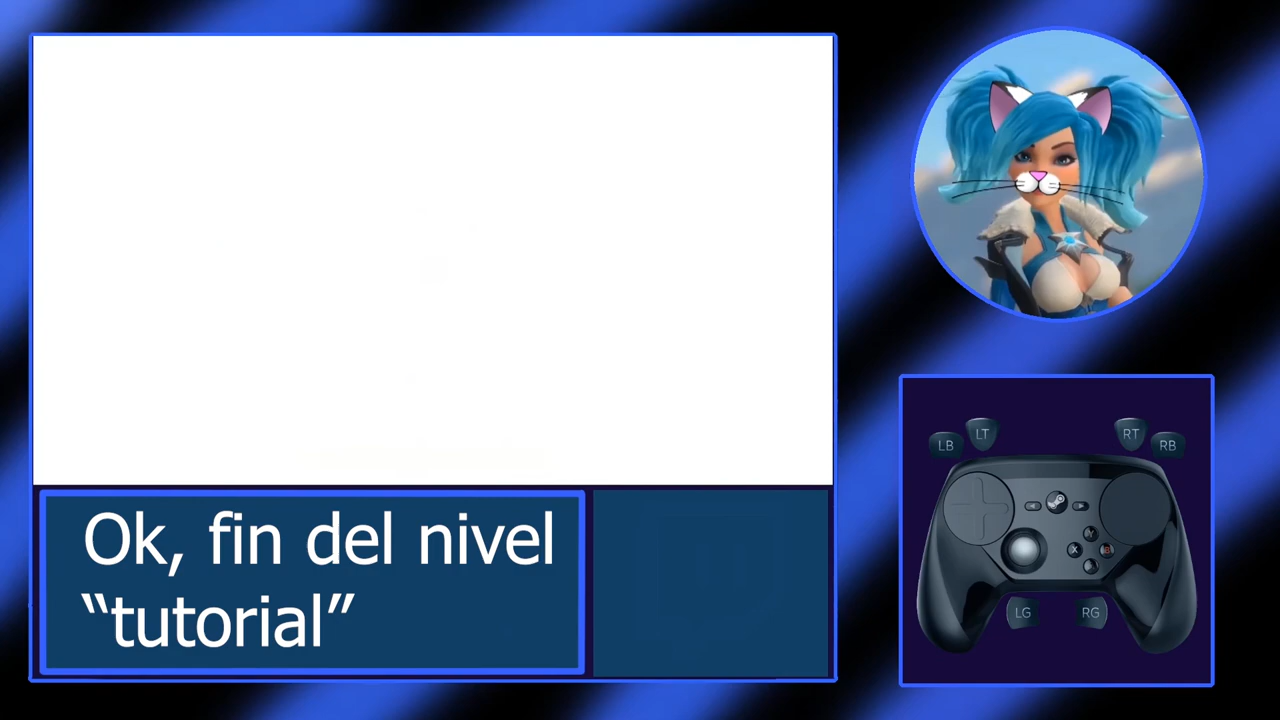 Ok, fin del nivel
“tutorial”
LB
LT
RT
RB
Y
X
B
LG
RG